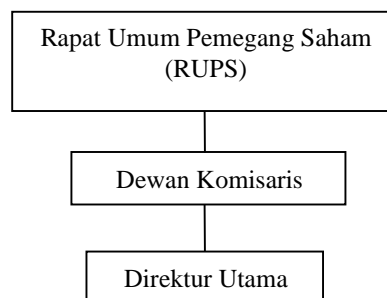 Rapat Umum Pemegang Saham
(RUPS)
Dewan Komisaris
Direktur Utama